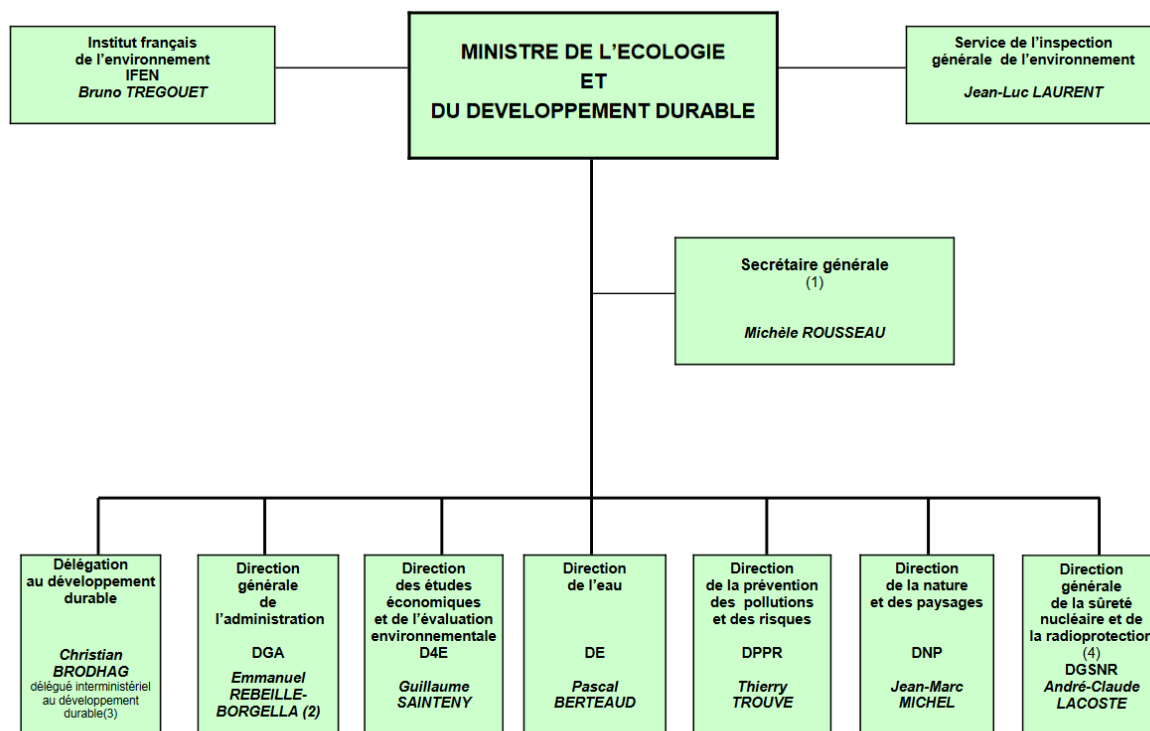 Institut français
de l'environnement
IFEN
Bruno TREGOUET
MINISTRE DE L'ECOLOGIE
ET
DU DEVELOPPEMENT DURABLE
Service de l'inspection
générale de l'environnement
Jean-Luc LAURENT
Secrétaire générale
(1)
Michèle ROUSSEAU
Délégation
au développement
durable
Christian
BRODHAG
délégué interministériel
au développement
durable(3)
Direction
générale
de
l'administration
DGA
Emmanuel
REBEILLE-
BORGELLA (2)
Direction
des études
économiques
et de l'évaluation
environnementale
D4E
Guillaume
SAINTENY
Direction
de l'eau
DE
Pascal
BERTEAUD
Direction
de la prévention
des pollutions
et des risques
DPPR
Thierry
TROUVE
Direction
de la nature
et des paysages
DNP
Jean-Marc
MICHEL
Direction
générale
de la sûreté
nucléaire et de
la radioprotection
(4)
DGSNR
André-Claude
LACOSTE